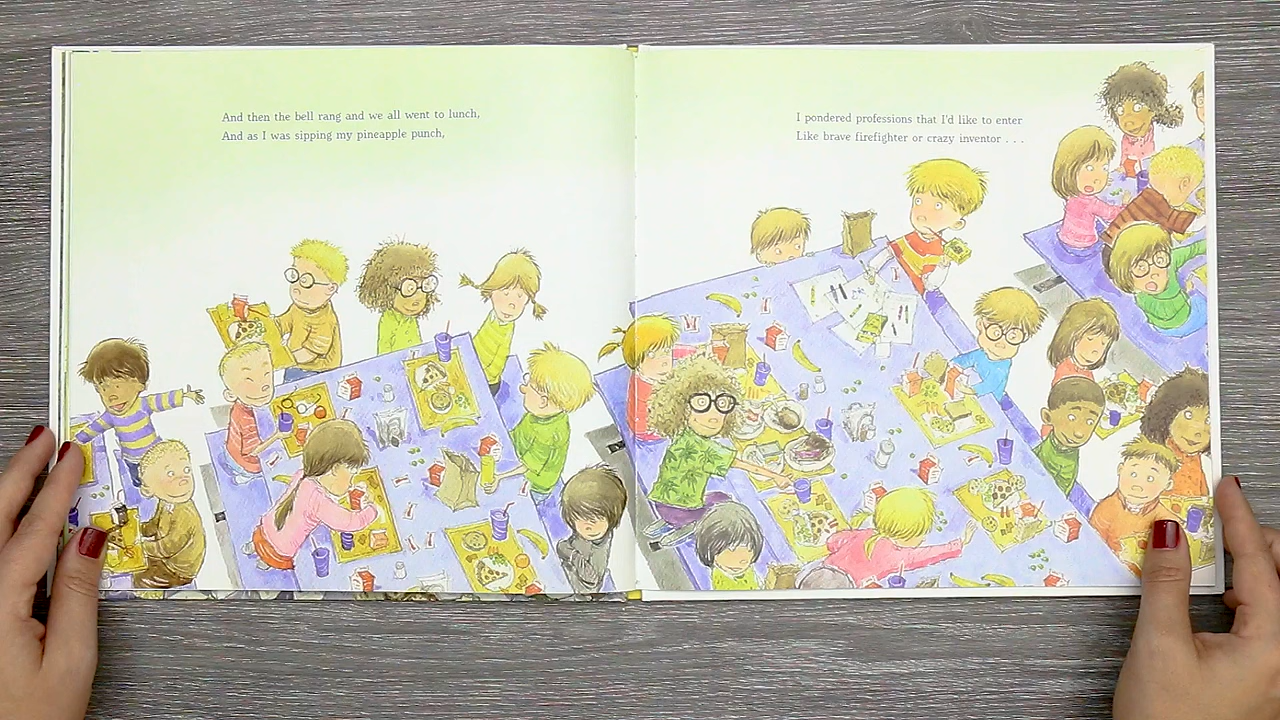 And then the bell rang and we all went to lunch,
And as I was sipping my pineapple punch,
I pondered professions that I'd like to enter
Like brave firefighter or crazy inventor . . .